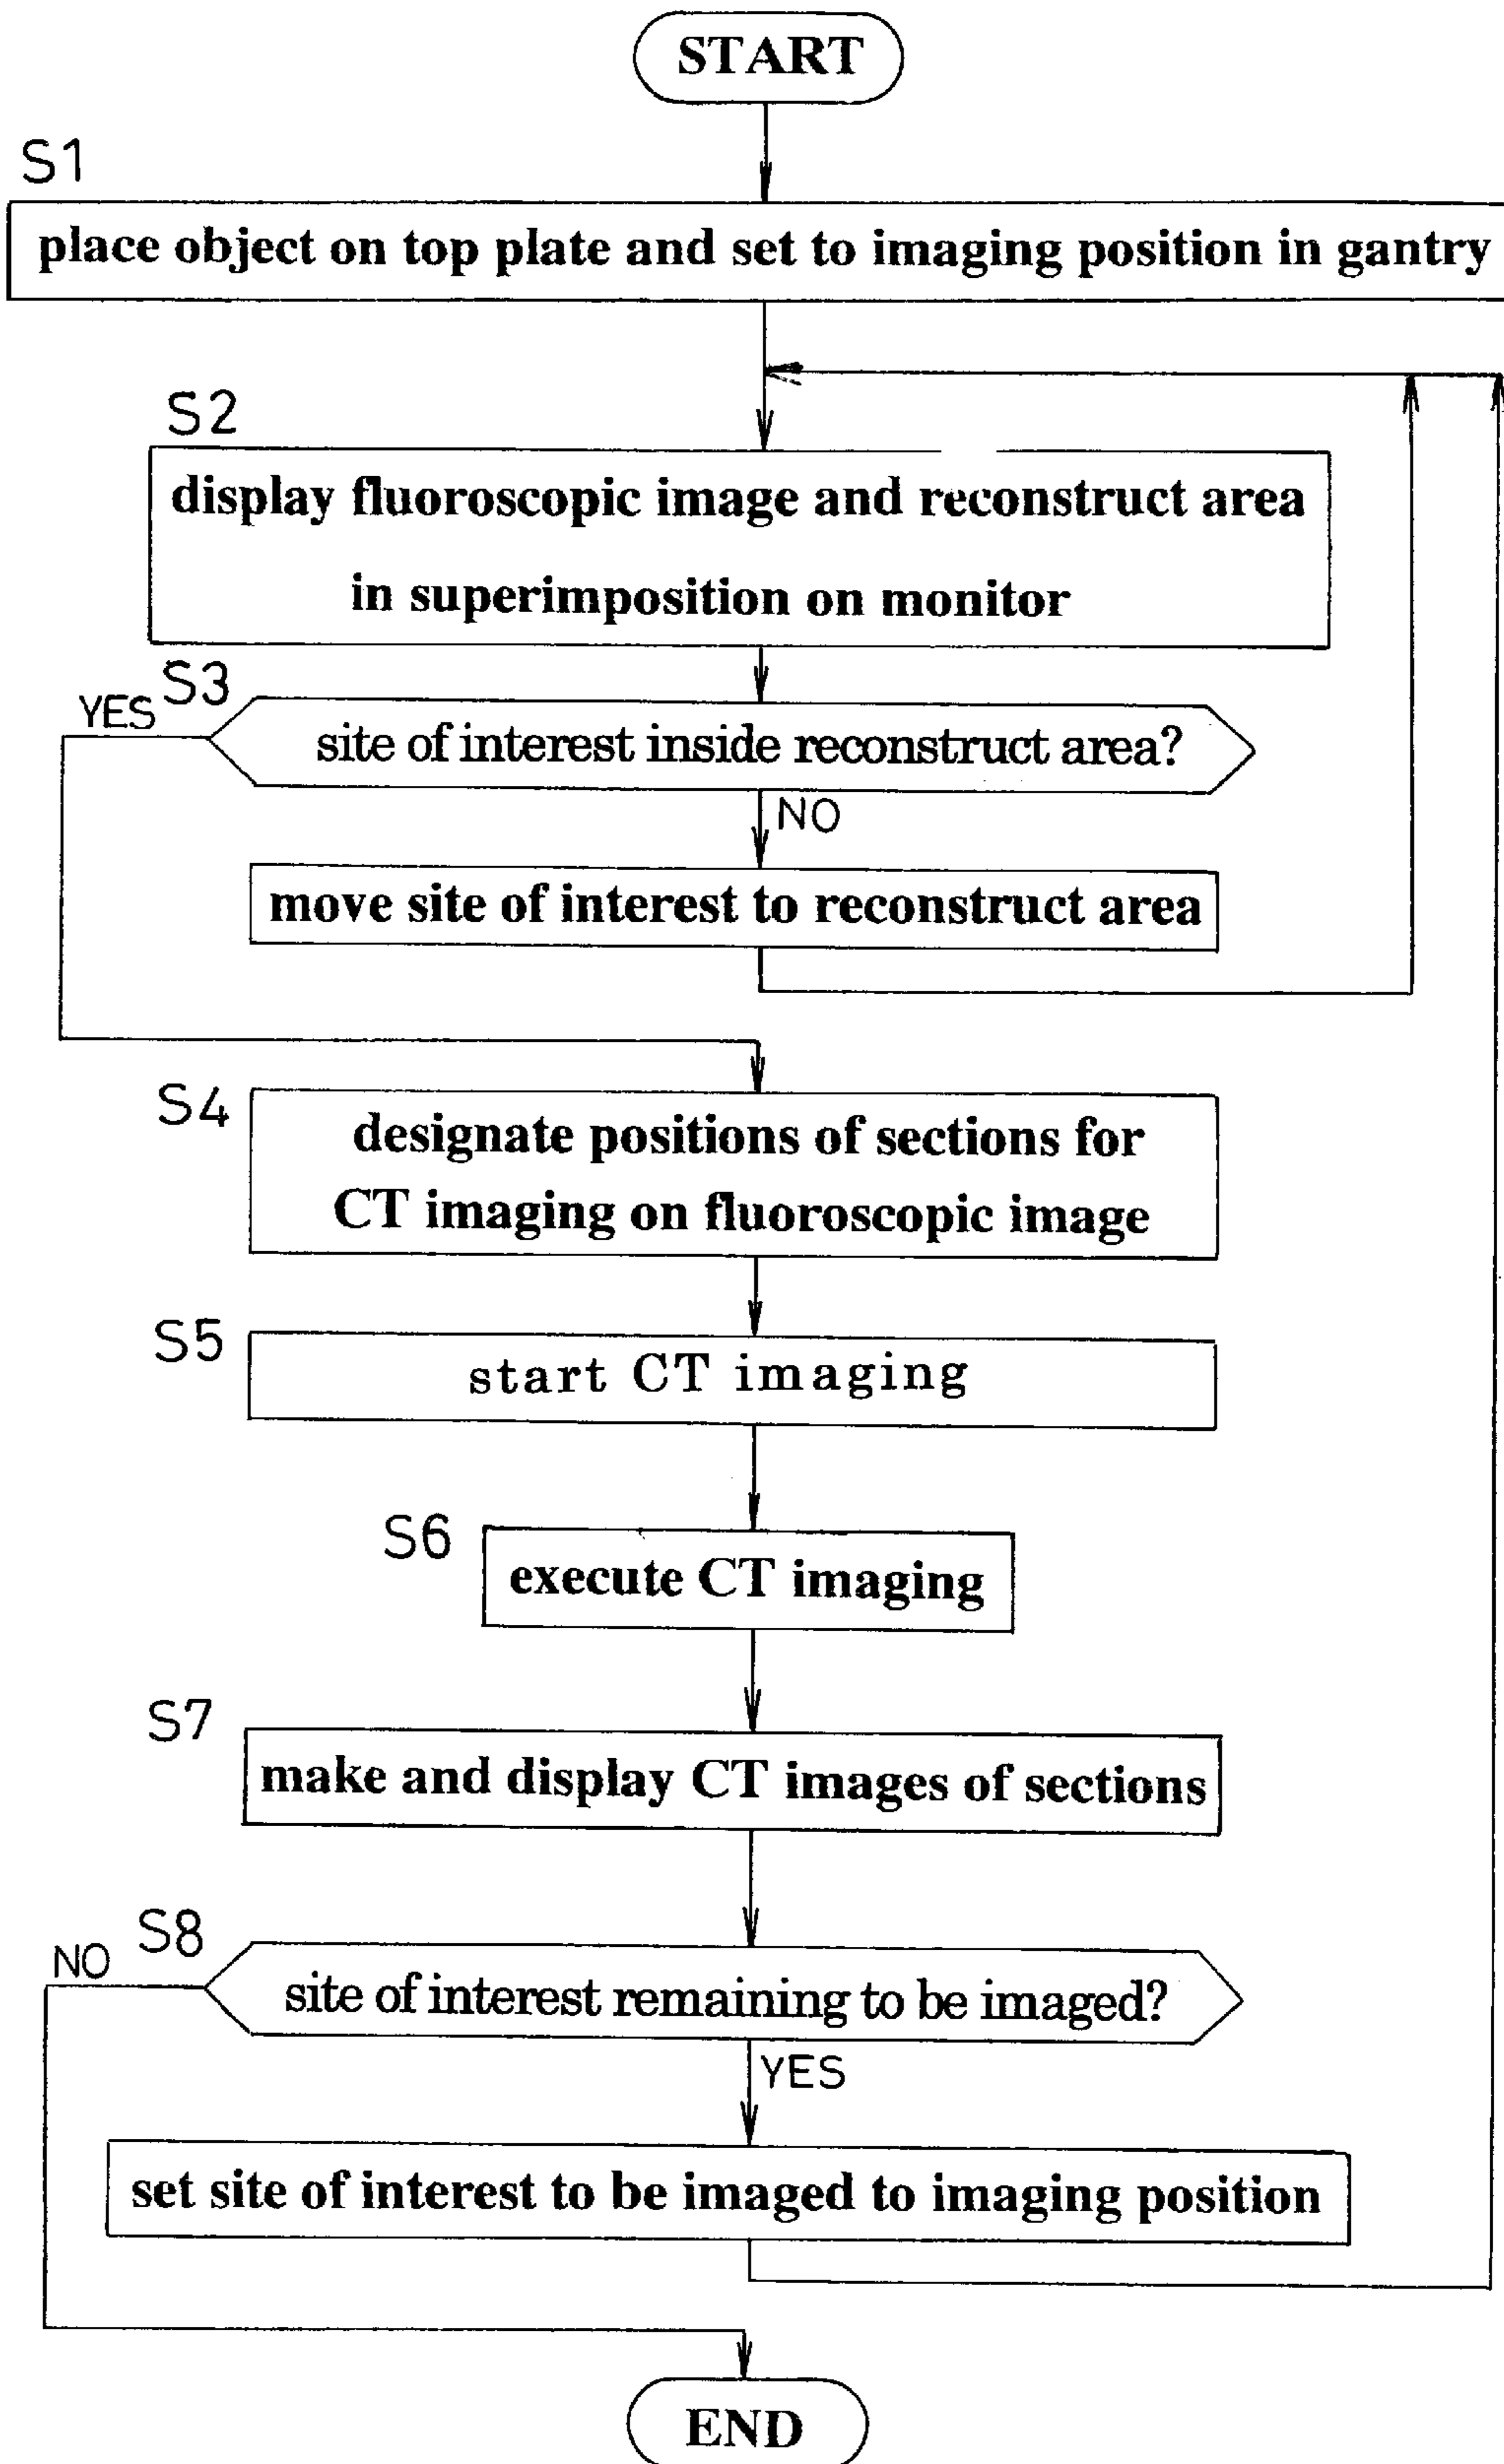 START
S1
place object on top plate and set to imaging position in gantry
S2
display fluoroscopic image and reconstruct area
in superimposition on monitor
S3
YES
site of interest inside reconstruct area?
NO
move site of interest to reconstruct area
S4
designate positions of sections for
CT imaging on fluoroscopic image
S5
start CT imaging
S6
execute CT imaging
S7
make and display CT images of sections
S8
NO
site of interest remaining to be imaged?
YES
set site of interest to be imaged to imaging position
END